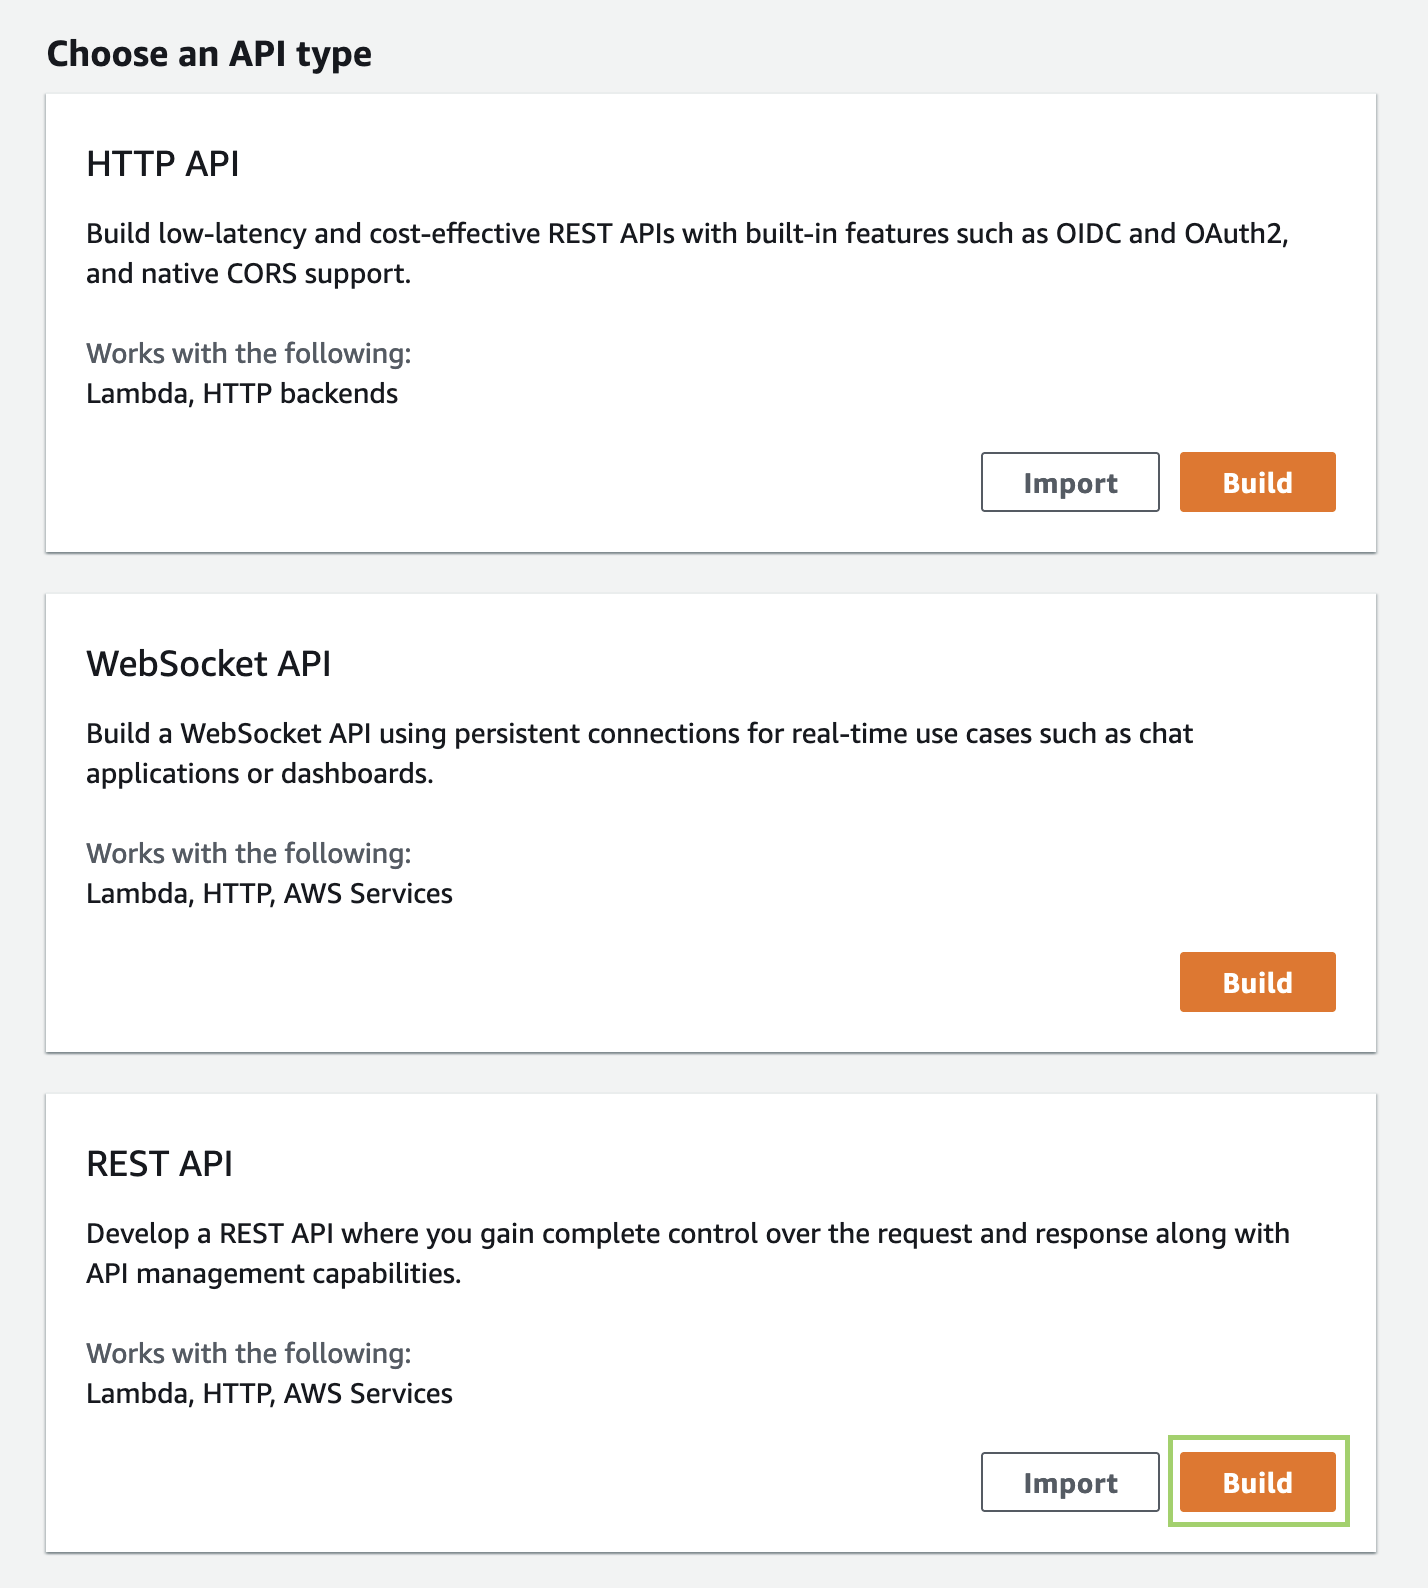 Choose an API type
HTTP API
Build low-latency and cost-effective REST APIs with built-in features such as OIDC and OAuth2,
and native CORS support.
Works with the following:
Lambda, HTTP backends
Import
Build
WebSocket API
Build a WebSocket API using persistent connections for real-time use cases such as chat
applications or dashboards.
Works with the following:
Lambda, HTTP, AWS Services
Build
REST API
Develop a REST API where you gain complete control over the request and response along with
API management capabilities.
Works with the following:
Lambda, HTTP, AWS Services
Import
Build